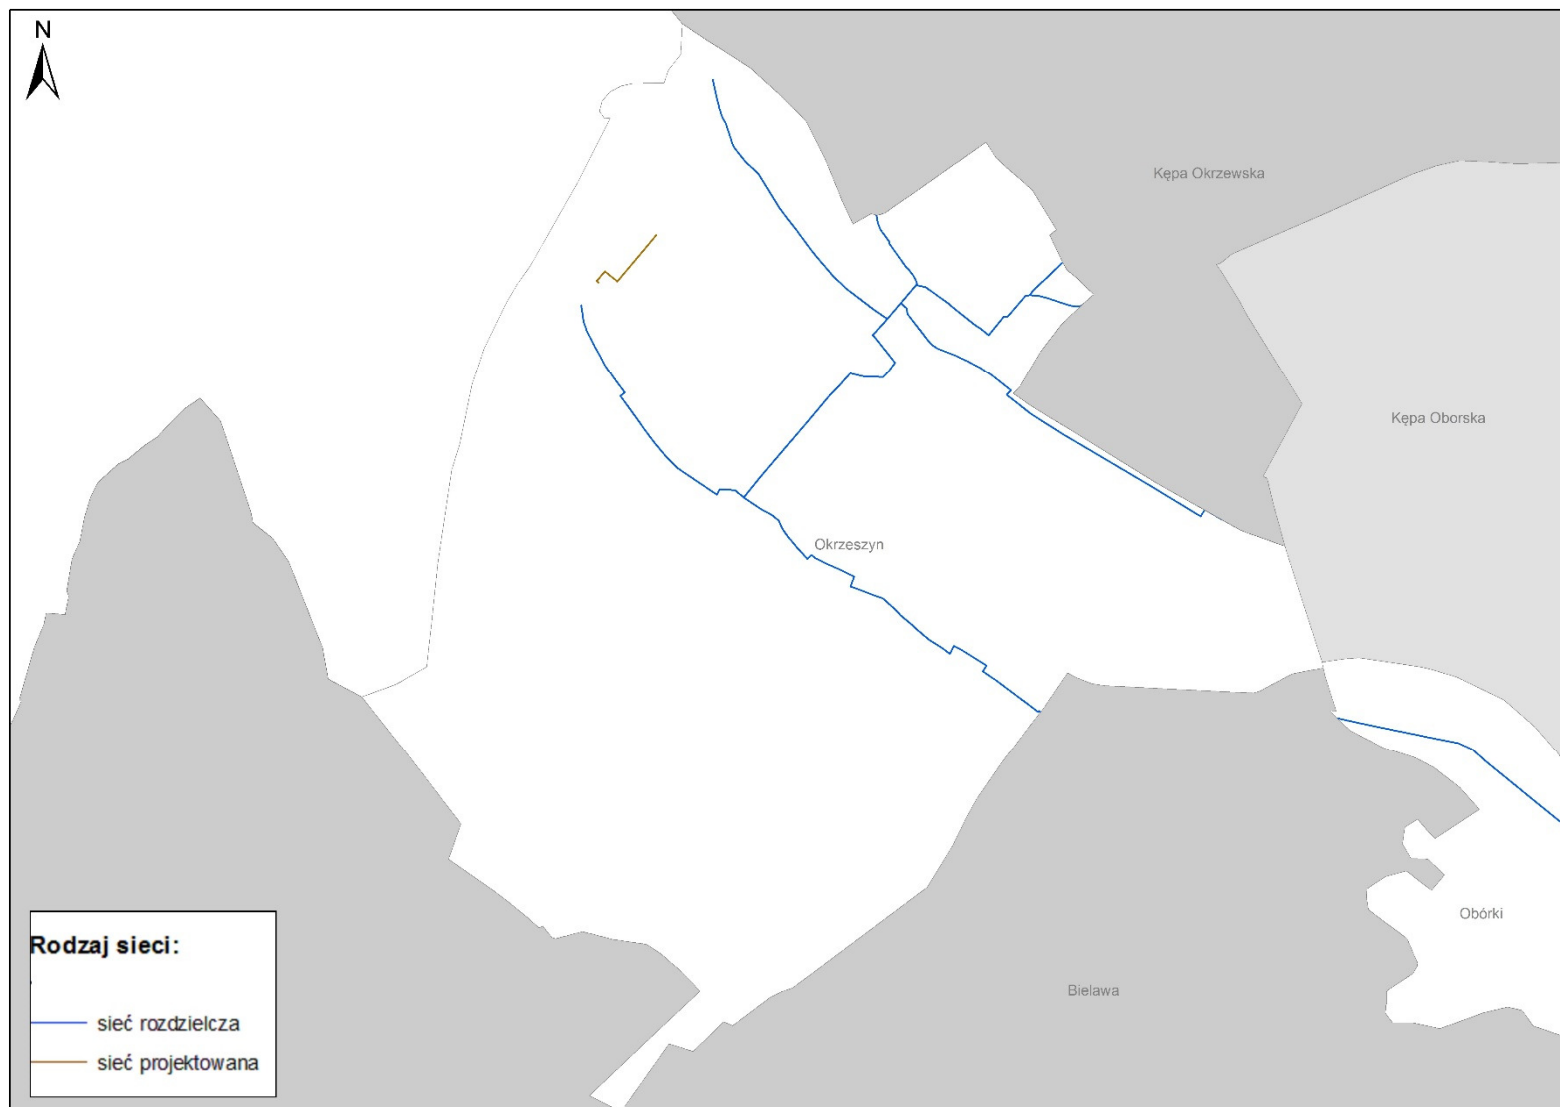 N
Kępa Okrzewska
Kępa Oborska
Okrzeszyn
Obórki
Bielawa
Rodzaj sieci:
sieć rozdzielcza
sieć projektowana